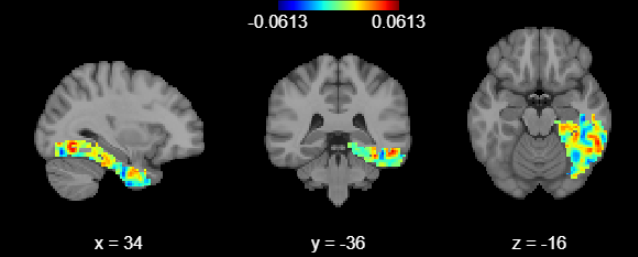 -0.0613 0.0613
x = 34 y = -36 z = -16